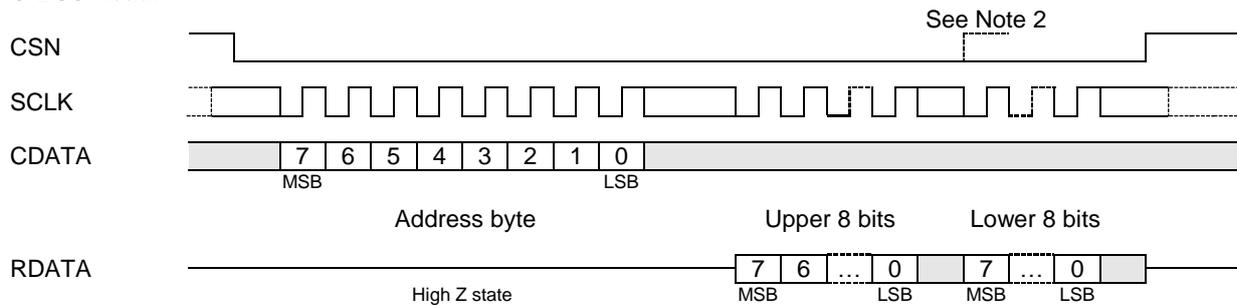 See Note 2
CSN
SCLK
CDATA
7 6 5 4 3 2 1 0
MSB LSB
Address byte Upper 8 bits Lower 8 bits
RDATA
7 6 ... 0 7 ... 0
High Z state MSB LSB MSB LSB